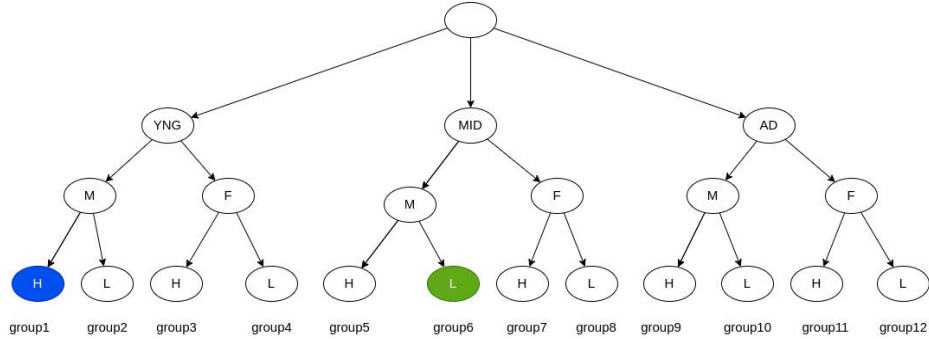 YNG MID AD
M F M F M F
H L H L H L H L H L H L
group1 group2 group3 group4 group5 group6 group7 group8 group9 group10 group11 group12